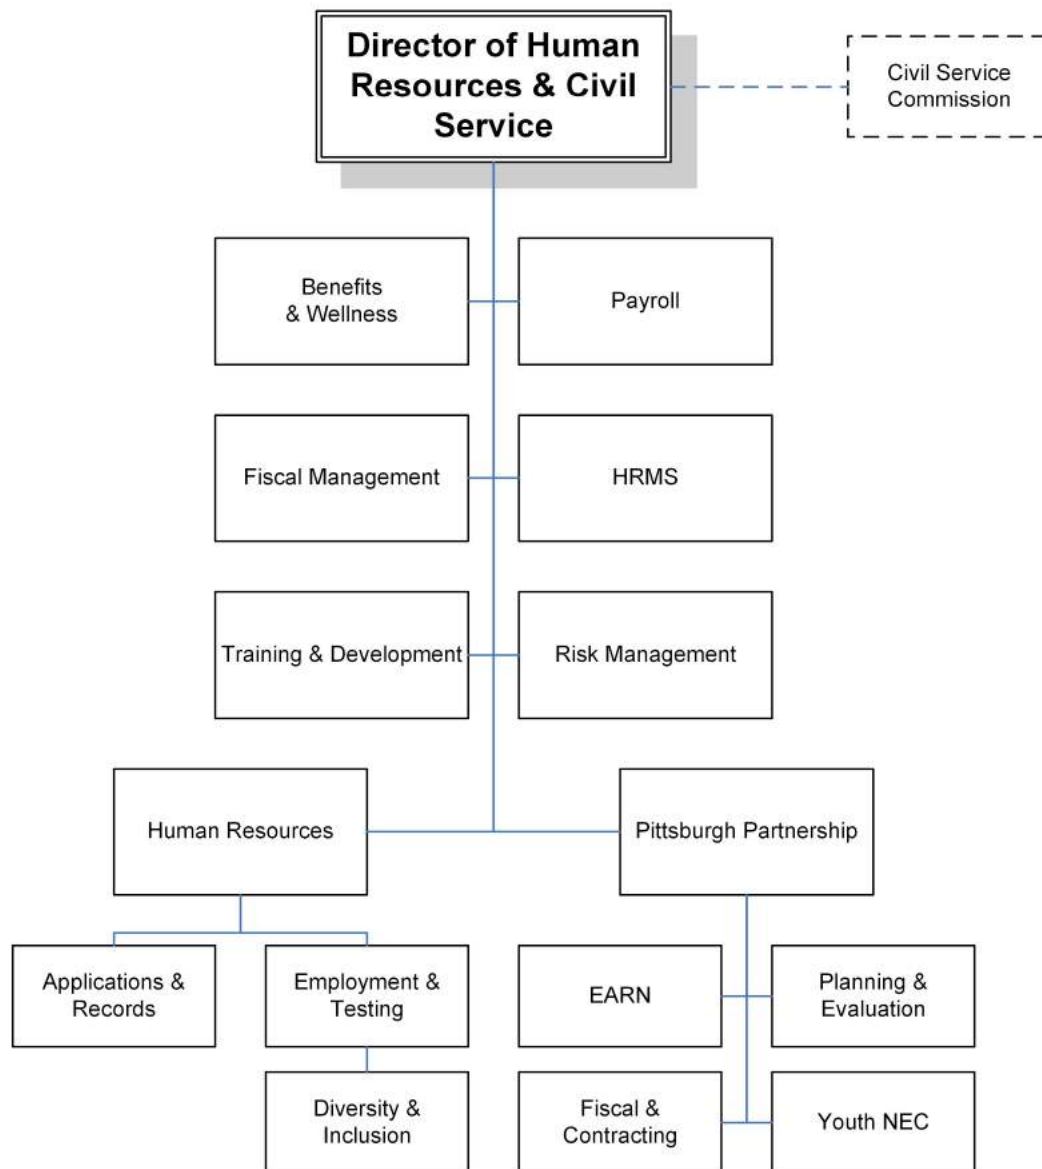 Director of Human
Resources & Civil
Service
Civil Service
Commission
Benefits
& Wellness
Payroll
Fiscal Management
HRMS
Training & Development
Risk Management
Human Resources
Pittsburgh Partnership
Applications &
Records
Employment &
Testing
EARN
Planning &
Evaluation
Diversity &
Inclusion
Fiscal &
Contracting
Youth NEC